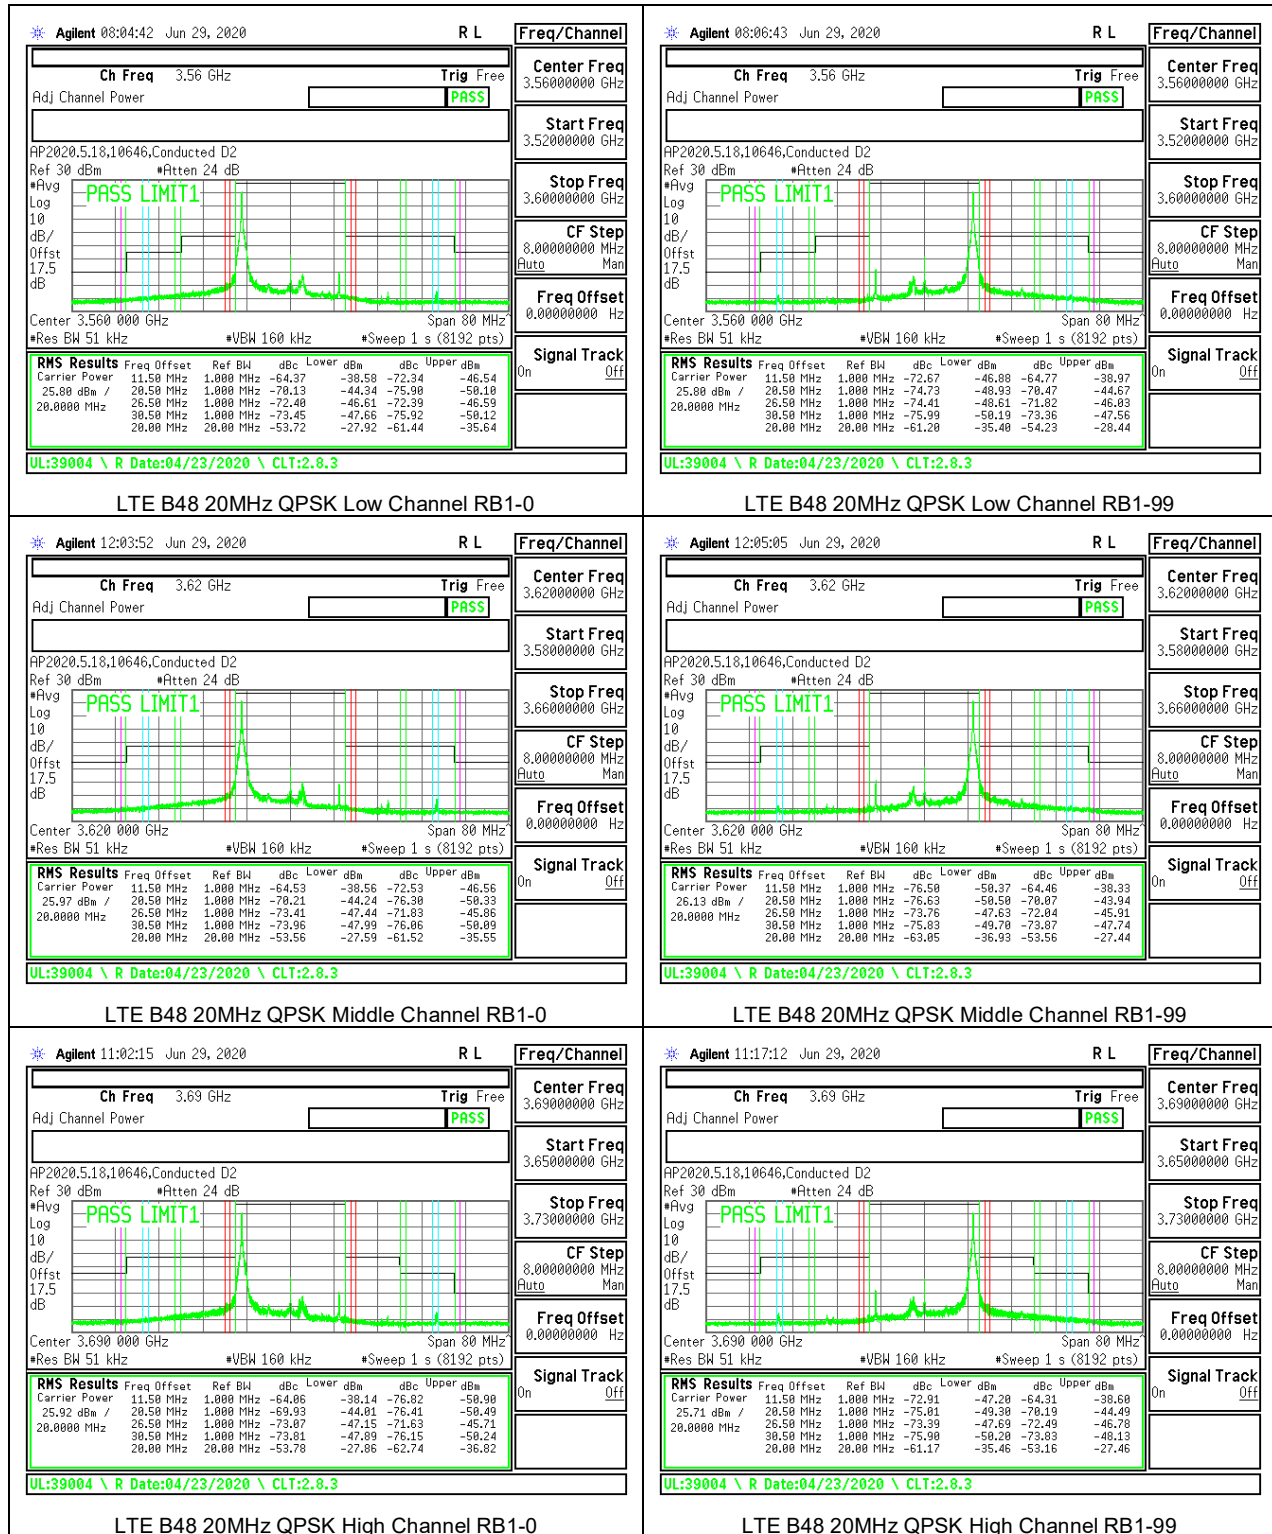 Agilent 08:04:42 Jun 29, 2020 R L Freq/Channel
Ch Freq 3.56 GHz Trig Free
Adj Channel Power PASS
Center Freq
3.56000000 GHz
Start Freq
3.52000000 GHz
Stop Freq
3.60000000 GHz
CF Step
8.00000000 MHz
Auto Man
Freq Offset
0.00000000 Hz
Signal Track
On Off
AP2020.5.18,10646,Conducted D2
Ref 30 dBm #Atten 24 dB
#Avg
Log
10
dB/
Offst
17.5
dB
PASS LIMIT1
Center 3.560 000 GHz Span 80 MHz^
#Res BW 51 kHz #VBW 160 kHz #Sweep 1 s (8192 pts)
RMS Results Freq Offset Ref BW dBc Lower dBm dBc Upper dBm
Carrier Power 11.50 MHz 1.000 MHz -64.37 -38.58 -72.34 -46.54
25.80 dBm / 20.50 MHz 1.000 MHz -70.13 -44.34 -75.90 -50.10
20.0000 MHz 26.50 MHz 1.000 MHz -72.40 -46.61 -72.39 -46.59
30.50 MHz 1.000 MHz -73.45 -47.66 -75.92 -50.12
20.00 MHz 20.00 MHz -53.72 -27.92 -61.44 -35.64
UL:39004 \ R Date:04/23/2020 \ CLT:2.8.3
LTE B48 20MHz QPSK Low Channel RB1-0
Agilent 08:06:43 Jun 29, 2020 R L Freq/Channel
Ch Freq 3.56 GHz Trig Free
Adj Channel Power PASS
Center Freq
3.56000000 GHz
Start Freq
3.52000000 GHz
Stop Freq
3.60000000 GHz
CF Step
8.00000000 MHz
Auto Man
Freq Offset
0.00000000 Hz
Signal Track
On Off
AP2020.5.18,10646,Conducted D2
Ref 30 dBm #Atten 24 dB
#Avg
Log
10
dB/
Offst
17.5
dB
PASS LIMIT1
Center 3.560 000 GHz Span 80 MHz^
#Res BW 51 kHz #VBW 160 kHz #Sweep 1 s (8192 pts)
RMS Results Freq Offset Ref BW dBc Lower dBm dBc Upper dBm
Carrier Power 11.50 MHz 1.000 MHz -72.67 -46.88 -64.77 -38.97
25.80 dBm / 20.50 MHz 1.000 MHz -74.73 -48.93 -70.47 -44.67
20.0000 MHz 26.50 MHz 1.000 MHz -74.41 -48.61 -71.82 -46.03
30.50 MHz 1.000 MHz -75.99 -50.19 -73.36 -47.56
20.00 MHz 20.00 MHz -61.20 -35.40 -54.23 -28.44
UL:39004 \ R Date:04/23/2020 \ CLT:2.8.3
LTE B48 20MHz QPSK Low Channel RB1-99
Agilent 12:03:52 Jun 29, 2020 R L Freq/Channel
Ch Freq 3.62 GHz Trig Free
Adj Channel Power PASS
Center Freq
3.62000000 GHz
Start Freq
3.58000000 GHz
Stop Freq
3.66000000 GHz
CF Step
8.00000000 MHz
Auto Man
Freq Offset
0.00000000 Hz
Signal Track
On Off
AP2020.5.18,10646,Conducted D2
Ref 30 dBm #Atten 24 dB
#Avg
Log
10
dB/
Offst
17.5
dB
PASS LIMIT1
Center 3.620 000 GHz Span 80 MHz^
#Res BW 51 kHz #VBW 160 kHz #Sweep 1 s (8192 pts)
RMS Results Freq Offset Ref BW dBc Lower dBm dBc Upper dBm
Carrier Power 11.50 MHz 1.000 MHz -64.53 -38.56 -72.53 -46.56
25.97 dBm / 20.50 MHz 1.000 MHz -70.21 -44.24 -76.30 -50.33
20.0000 MHz 26.50 MHz 1.000 MHz -73.41 -47.44 -71.83 -45.86
30.50 MHz 1.000 MHz -73.96 -47.99 -76.06 -50.09
20.00 MHz 20.00 MHz -53.56 -27.59 -61.52 -35.55
UL:39004 \ R Date:04/23/2020 \ CLT:2.8.3
LTE B48 20MHz QPSK Middle Channel RB1-0
Agilent 12:05:05 Jun 29, 2020 R L Freq/Channel
Ch Freq 3.62 GHz Trig Free
Adj Channel Power PASS
Center Freq
3.62000000 GHz
Start Freq
3.58000000 GHz
Stop Freq
3.66000000 GHz
CF Step
8.00000000 MHz
Auto Man
Freq Offset
0.00000000 Hz
Signal Track
On Off
AP2020.5.18,10646,Conducted D2
Ref 30 dBm #Atten 24 dB
#Avg
Log
10
dB/
Offst
17.5
dB
PASS LIMIT1
Center 3.620 000 GHz Span 80 MHz^
#Res BW 51 kHz #VBW 160 kHz #Sweep 1 s (8192 pts)
RMS Results Freq Offset Ref BW dBc Lower dBm dBc Upper dBm
Carrier Power 11.50 MHz 1.000 MHz -76.50 -50.37 -64.46 -38.33
26.13 dBm / 20.50 MHz 1.000 MHz -76.63 -50.50 -70.07 -43.94
20.0000 MHz 26.50 MHz 1.000 MHz -73.76 -47.63 -72.04 -45.91
30.50 MHz 1.000 MHz -75.83 -49.70 -73.87 -47.74
20.00 MHz 20.00 MHz -63.05 -36.93 -53.56 -27.44
UL:39004 \ R Date:04/23/2020 \ CLT:2.8.3
LTE B48 20MHz QPSK Middle Channel RB1-99
Agilent 11:02:15 Jun 29, 2020 R L Freq/Channel
Ch Freq 3.69 GHz Trig Free
Adj Channel Power PASS
Center Freq
3.69000000 GHz
Start Freq
3.65000000 GHz
Stop Freq
3.73000000 GHz
CF Step
8.00000000 MHz
Auto Man
Freq Offset
0.00000000 Hz
Signal Track
On Off
AP2020.5.18,10646,Conducted D2
Ref 30 dBm #Atten 24 dB
#Avg
Log
10
dB/
Offst
17.5
dB
PASS LIMIT1
Center 3.690 000 GHz Span 80 MHz^
#Res BW 51 kHz #VBW 160 kHz #Sweep 1 s (8192 pts)
RMS Results Freq Offset Ref BW dBc Lower dBm dBc Upper dBm
Carrier Power 11.50 MHz 1.000 MHz -64.06 -38.14 -76.82 -50.90
25.92 dBm / 20.50 MHz 1.000 MHz -69.93 -44.01 -76.41 -50.49
20.0000 MHz 26.50 MHz 1.000 MHz -73.07 -47.15 -71.63 -45.71
30.50 MHz 1.000 MHz -73.81 -47.89 -76.15 -50.24
20.00 MHz 20.00 MHz -53.78 -27.86 -62.74 -36.82
UL:39004 \ R Date:04/23/2020 \ CLT:2.8.3
LTE B48 20MHz QPSK High Channel RB1-0
Agilent 11:17:12 Jun 29, 2020 R L Freq/Channel
Ch Freq 3.69 GHz Trig Free
Adj Channel Power PASS
Center Freq
3.69000000 GHz
Start Freq
3.65000000 GHz
Stop Freq
3.73000000 GHz
CF Step
8.00000000 MHz
Auto Man
Freq Offset
0.00000000 Hz
Signal Track
On Off
AP2020.5.18,10646,Conducted D2
Ref 30 dBm #Atten 24 dB
#Avg
Log
10
dB/
Offst
17.5
dB
PASS LIMIT1
Center 3.690 000 GHz Span 80 MHz^
#Res BW 51 kHz #VBW 160 kHz #Sweep 1 s (8192 pts)
RMS Results Freq Offset Ref BW dBc Lower dBm dBc Upper dBm
Carrier Power 11.50 MHz 1.000 MHz -72.91 -47.20 -64.31 -38.60
25.71 dBm / 20.50 MHz 1.000 MHz -75.01 -49.30 -70.19 -44.49
20.0000 MHz 26.50 MHz 1.000 MHz -73.39 -47.69 -72.49 -46.78
30.50 MHz 1.000 MHz -75.90 -50.20 -73.83 -48.13
20.00 MHz 20.00 MHz -61.17 -35.46 -53.16 -27.46
UL:39004 \ R Date:04/23/2020 \ CLT:2.8.3
LTE B48 20MHz QPSK High Channel RB1-99